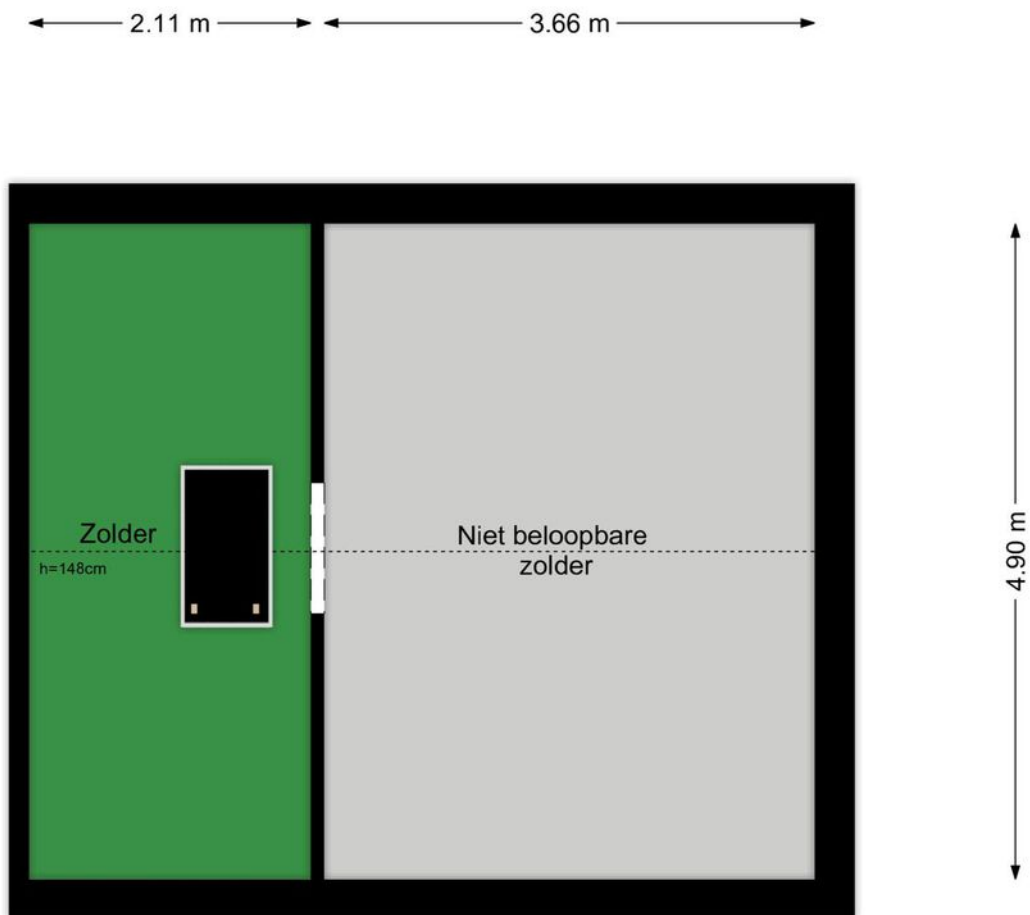 2.11 m
3.66 m
Zolder
h=148cm
Niet beloopbare
zolder
4.90 m